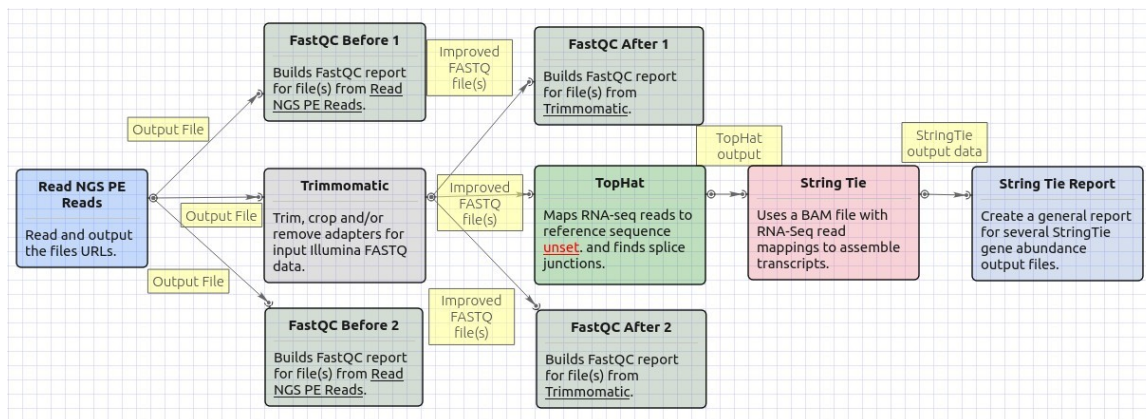 FastQC Before 1
Builds FastQC report
for file(s) from Read
NGS PE Reads.
Improved
FASTQ
file(s)
FastQC After 1
Builds FastQC report
for file(s) from
Trimmomatic.
Output File
TopHat
output
StringTie
output data
Read NGS PE
Reads
Read and output
the files URLs.
Output File
Trimmomatic
Trim, crop and/or
remove adapters for
input Illumina FASTQ
data.
Improved
FASTQ
file(s)
TopHat
Maps RNA-seq reads to
reference sequence
unset. and finds splice
junctions.
String Tie
Uses a BAM file with
RNA-Seq read
mappings to assemble
transcripts.
String Tie Report
Create a general report
for several StringTie
gene abundance
output files.
Output File
Improved
FASTQ
file(s)
FastQC Before 2
Builds FastQC report
for file(s) from Read
NGS PE Reads.
FastQC After 2
Builds FastQC report
for file(s) from
Trimmomatic.